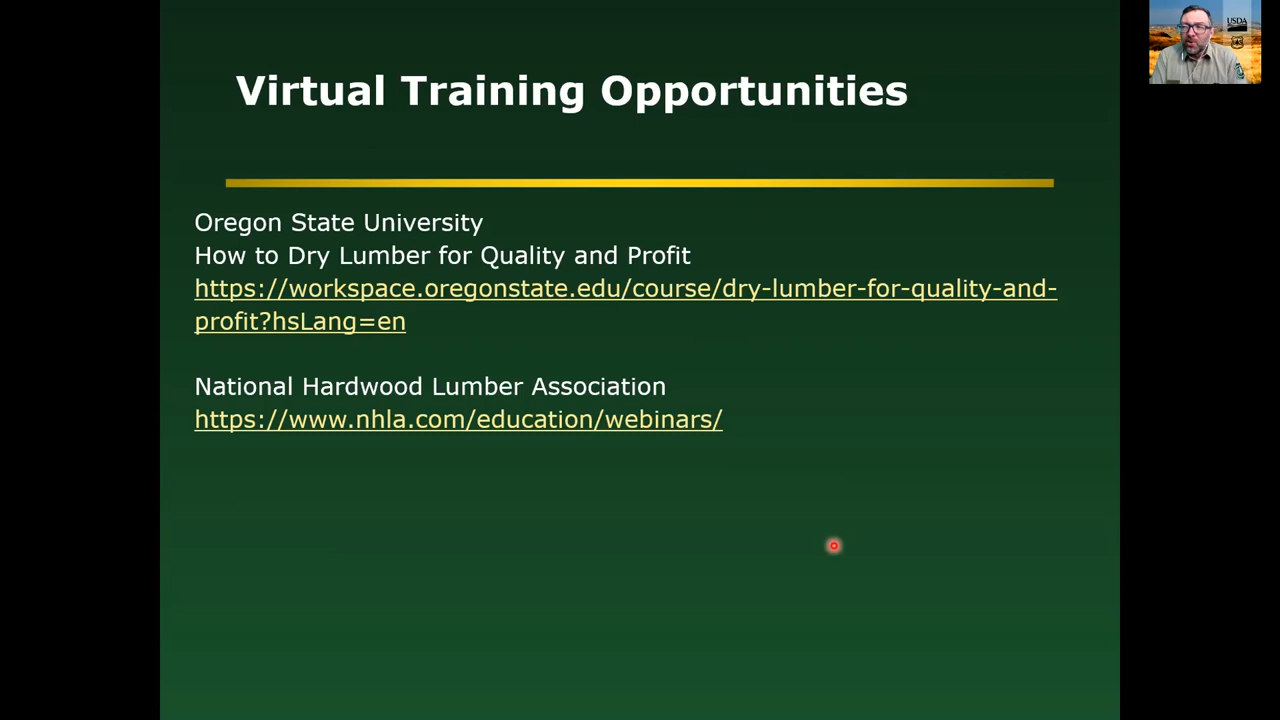 Virtual Training Opportunities
Oregon State University
How to Dry Lumber for Quality and Profit
https://workspace.oregonstate.edu/course/dry-lumber-for-quality-and-
profit?hsLang=en
National Hardwood Lumber Association
https://www.nhla.com/education/webinars/
USDA